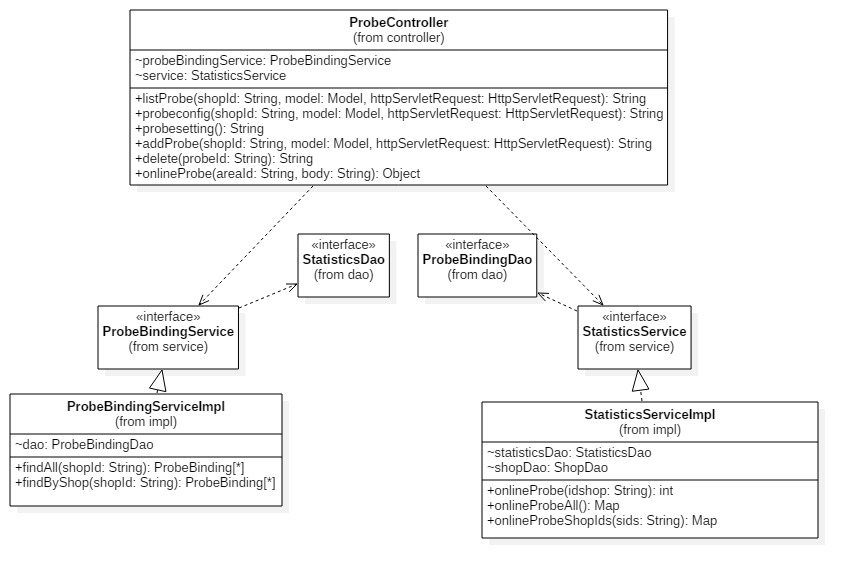 ProbeController
(from controller)
~probeBindingService: ProbeBindingService
~service: StatisticsService
+listProbe(shopId: String, model: Model, httpServletRequest: HttpServletRequest): String
+probeconfig(shopId: String, model: Model, httpServletRequest: HttpServletRequest): String
+probesetting(): String
+addProbe(shopId: String, model: Model, httpServletRequest: HttpServletRequest): String
+delete(probeId: String): String
+onlineProbe(areaId: String, body: String): Object
«interface»
StatisticsDao
(from dao)
«interface»
ProbeBindingDao
(from dao)
«interface»
ProbeBindingService
(from service)
«interface»
StatisticsService
(from service)
ProbeBindingServiceImpl
(from impl)
~dao: ProbeBindingDao
+findAll(shopId: String): ProbeBinding[*]
+findByShop(shopId: String): ProbeBinding[*]
StatisticsServiceImpl
(from impl)
~statisticsDao: StatisticsDao
~shopDao: ShopDao
+onlineProbe(idshop: String): int
+onlineProbeAll(): Map
+onlineProbeShopIds(sids: String): Map